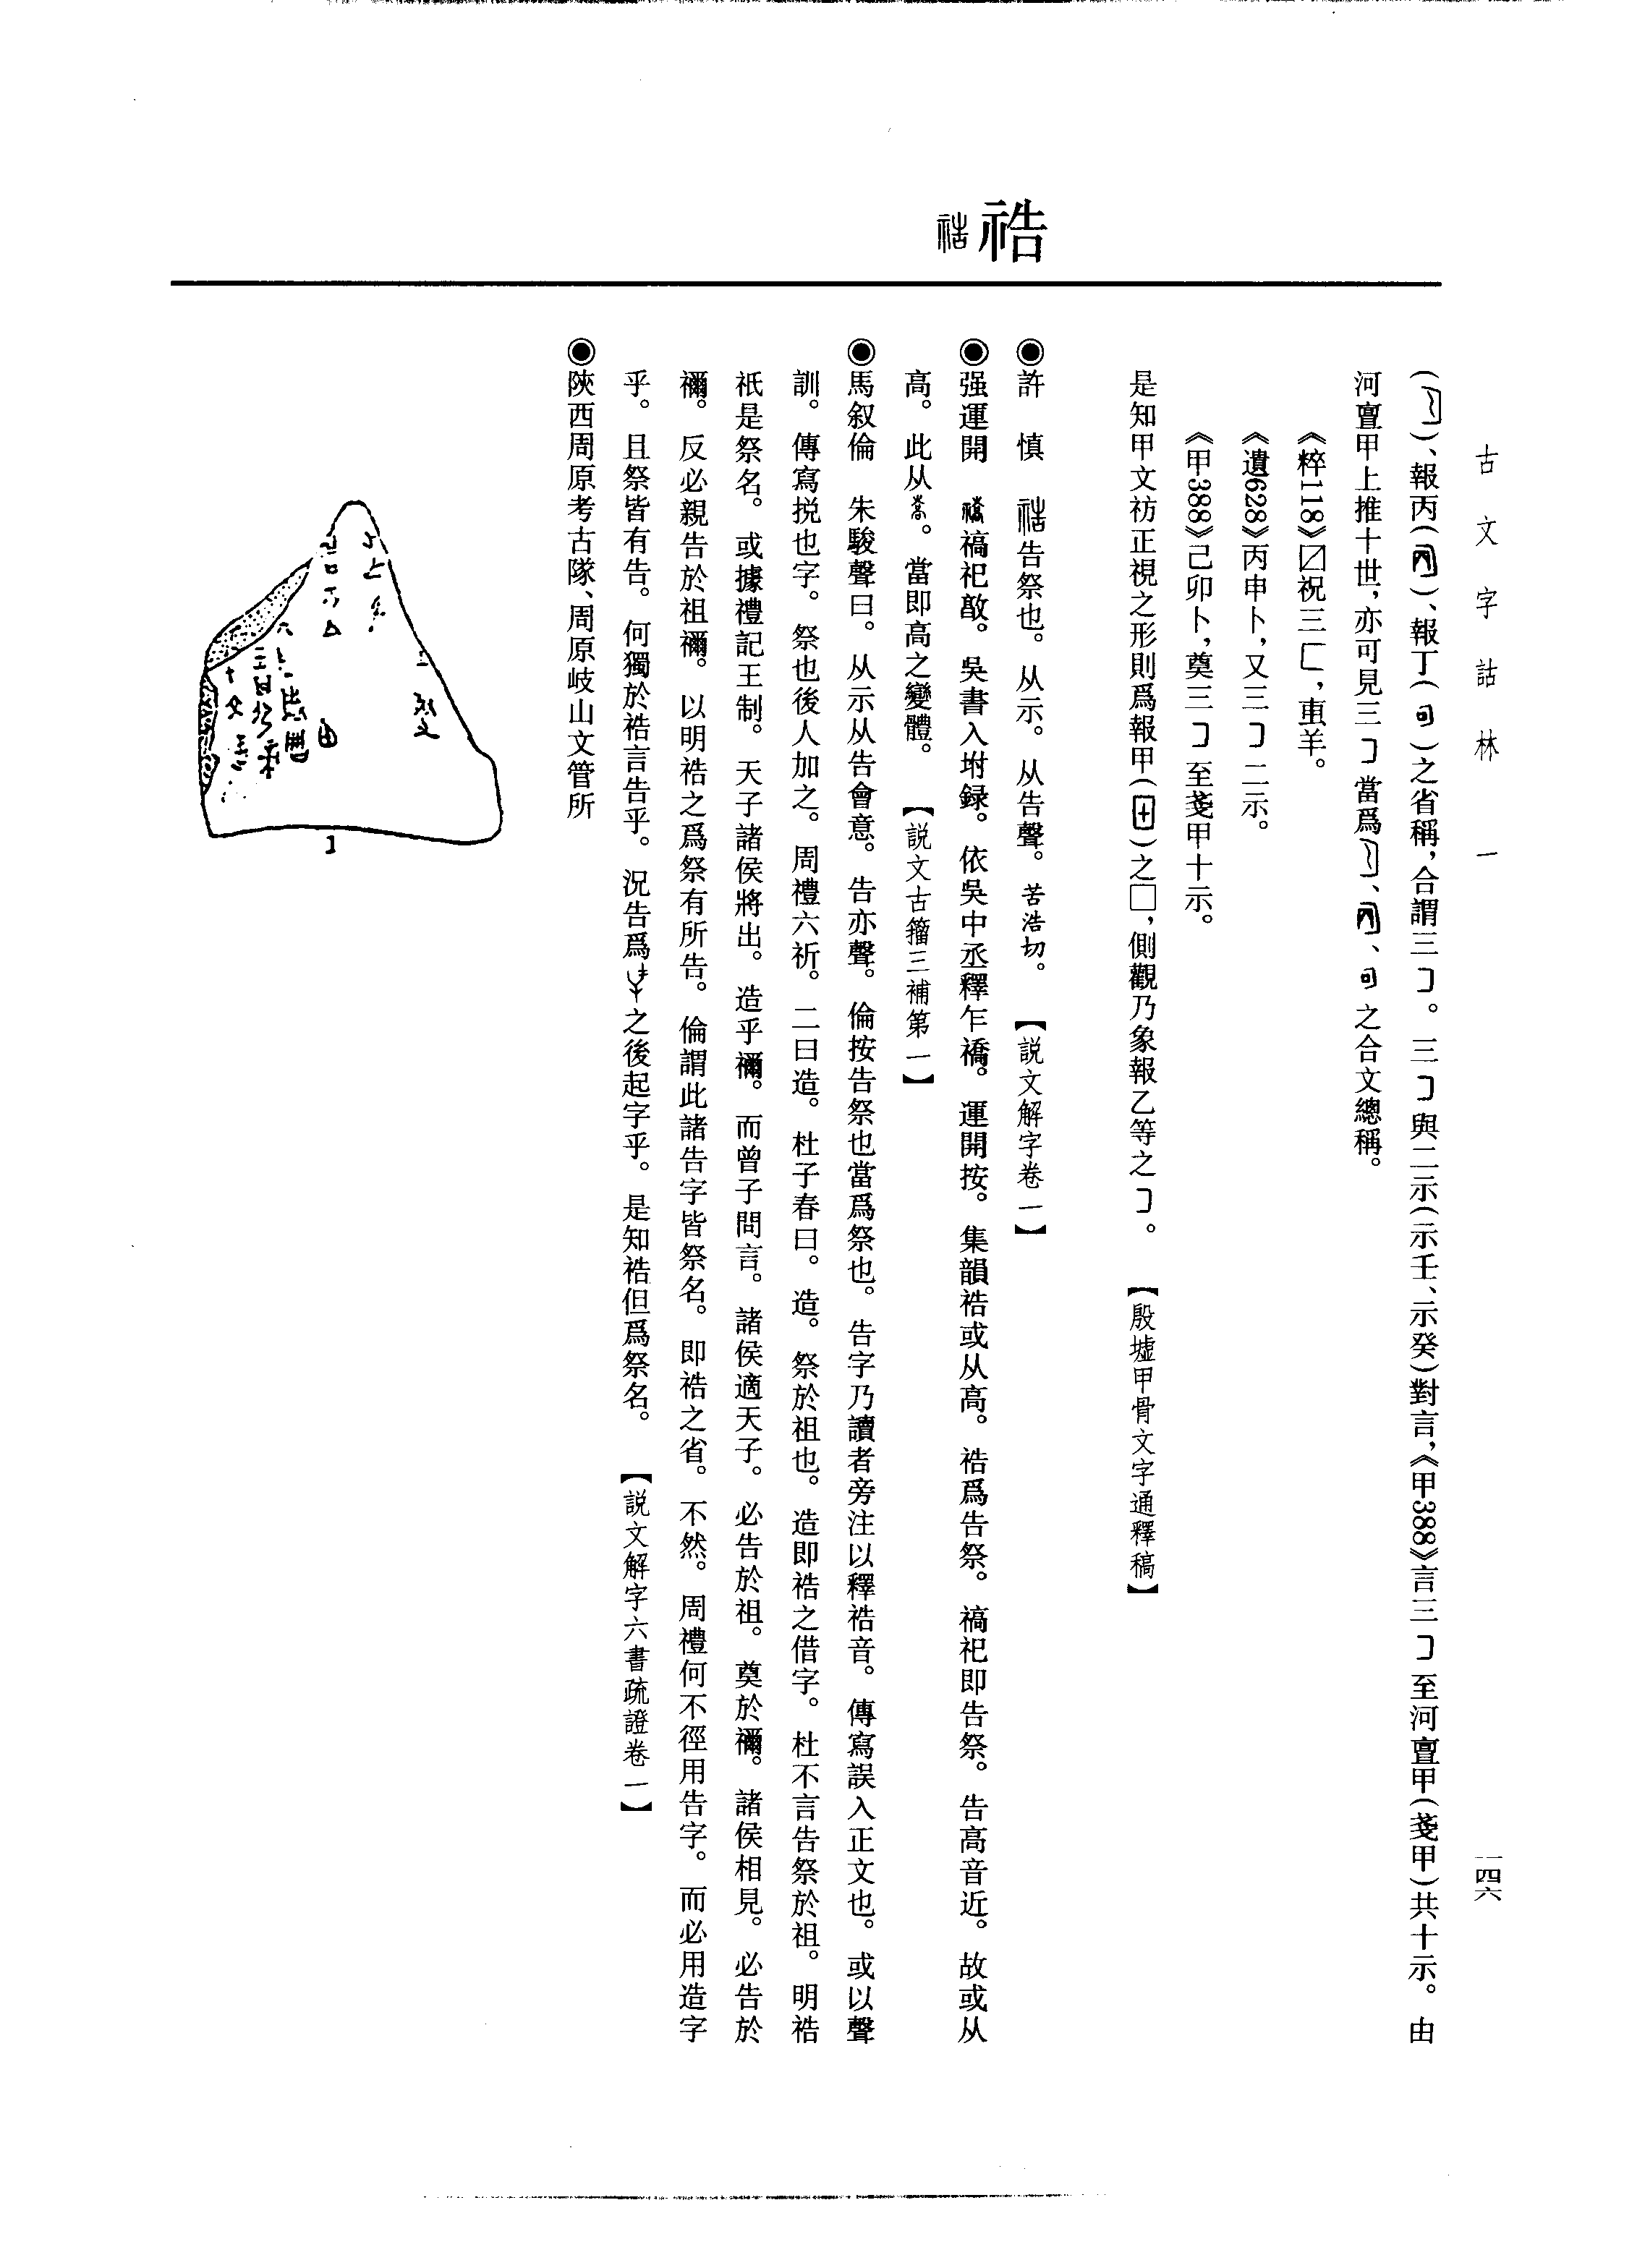 古文字詁林 一
一四六
()、報丙()、報丁()之省稱，合謂三㇆。三㇆與二示(示壬、示癸)對言，《甲388》言三㇆至河亶甲(戔甲)共十示。由
河亶甲上推十世，亦可見三㇆當爲、、之合文總稱。
《粹118》☑祝三匚，叀羊。
《遺628》丙申卜，又三㇆二示。
《甲388》己卯卜，奠三㇆至戔甲十示。
是知甲文祊正視之形則爲報甲(田)之口，側觀乃象報乙等之㇆。 【殷墟甲骨文字通釋稿】
祰
◉許 慎 祰告祭也。从示。从告聲。苦浩切。 【説文解字卷一】
◉强運開 禞祀㪣。吳書入坿録。依吳中丞釋乍禞。運開按。集韻祰或从高。祰爲告祭。禞祀即告祭。告高音近。故或从
高。此从。當即高之變體。 【説文古籀三補第一】
◉馬叙倫 朱駿聲曰。从示从告會意。告亦聲。倫按告祭也當爲祭也。告字乃讀者旁注以釋祰音。傳寫誤入正文也。或以聲
訓。傳寫挩也字。祭也後人加之。周禮六祈。二曰造。杜子春曰。造。祭於祖也。造即祰之借字。杜不言告祭於祖。明祰
祇是祭名。或據禮記王制。天子諸侯將出。造乎禰。而曾子問言。諸侯適天子。必告於祖。奠於禰。諸侯相見。必告於
禰。反必親告於祖禰。以明祰之爲祭有所告。倫謂此諸告字皆祭名。即祰之省。不然。周禮何不徑用告字。而必用造字
乎。且祭皆有告。何獨於祰言告乎。況告爲之後起字乎。是知祰但爲祭名。 【説文解字六書疏證卷一】
◉陝西周原考古隊、周原岐山文管所
1